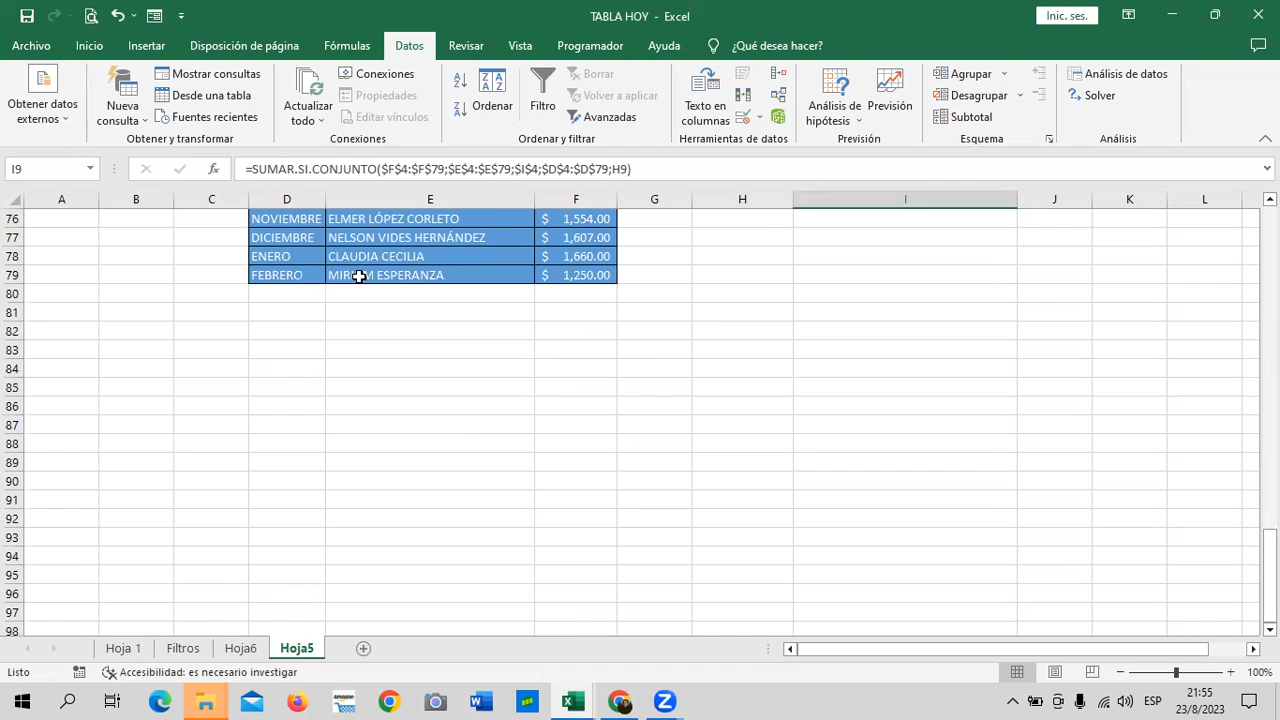 TABLA HOY - Excel
Inic. ses.
Archivo Inicio Insertar Disposición de página Fórmulas Datos Revisar Vista Programador Ayuda ¿Qué desea hacer?
Obtener datos externos
Nueva consulta
Mostrar consultas
Desde una tabla
Fuentes recientes
Obtener y transformar
Actualizar todo
Conexiones
Propiedades
Editar vínculos
Conexiones
Ordenar
Filtro
Borrar
Volver a aplicar
Avanzadas
Ordenar y filtrar
Texto en columnas
Herramientas de datos
Análisis de hipótesis
Previsión
Previsión
Agrupar
Desagrupar
Subtotal
Esquema
Análisis de datos
Solver
Análisis
I9 fx =SUMAR.SI.CONJUNTO($F$4:$F$79;$E$4:$E$79;$I$4;$D$4:$D$79;H9)
A B C D E F G H I J K L
76 NOVIEMBRE ELMER LÓPEZ CORLETO $ 1,554.00
77 DICIEMBRE NELSON VIDES HERNÁNDEZ $ 1,607.00
78 ENERO CLAUDIA CECILIA $ 1,660.00
79 FEBRERO MIRIAM ESPERANZA $ 1,250.00
80
81
82
83
84
85
86
87
88
89
90
91
92
93
94
95
96
97
98
Hoja 1 Filtros Hoja6 Hoja5
Listo Accesibilidad: es necesario investigar 100%
ESP
21:55
23/8/2023